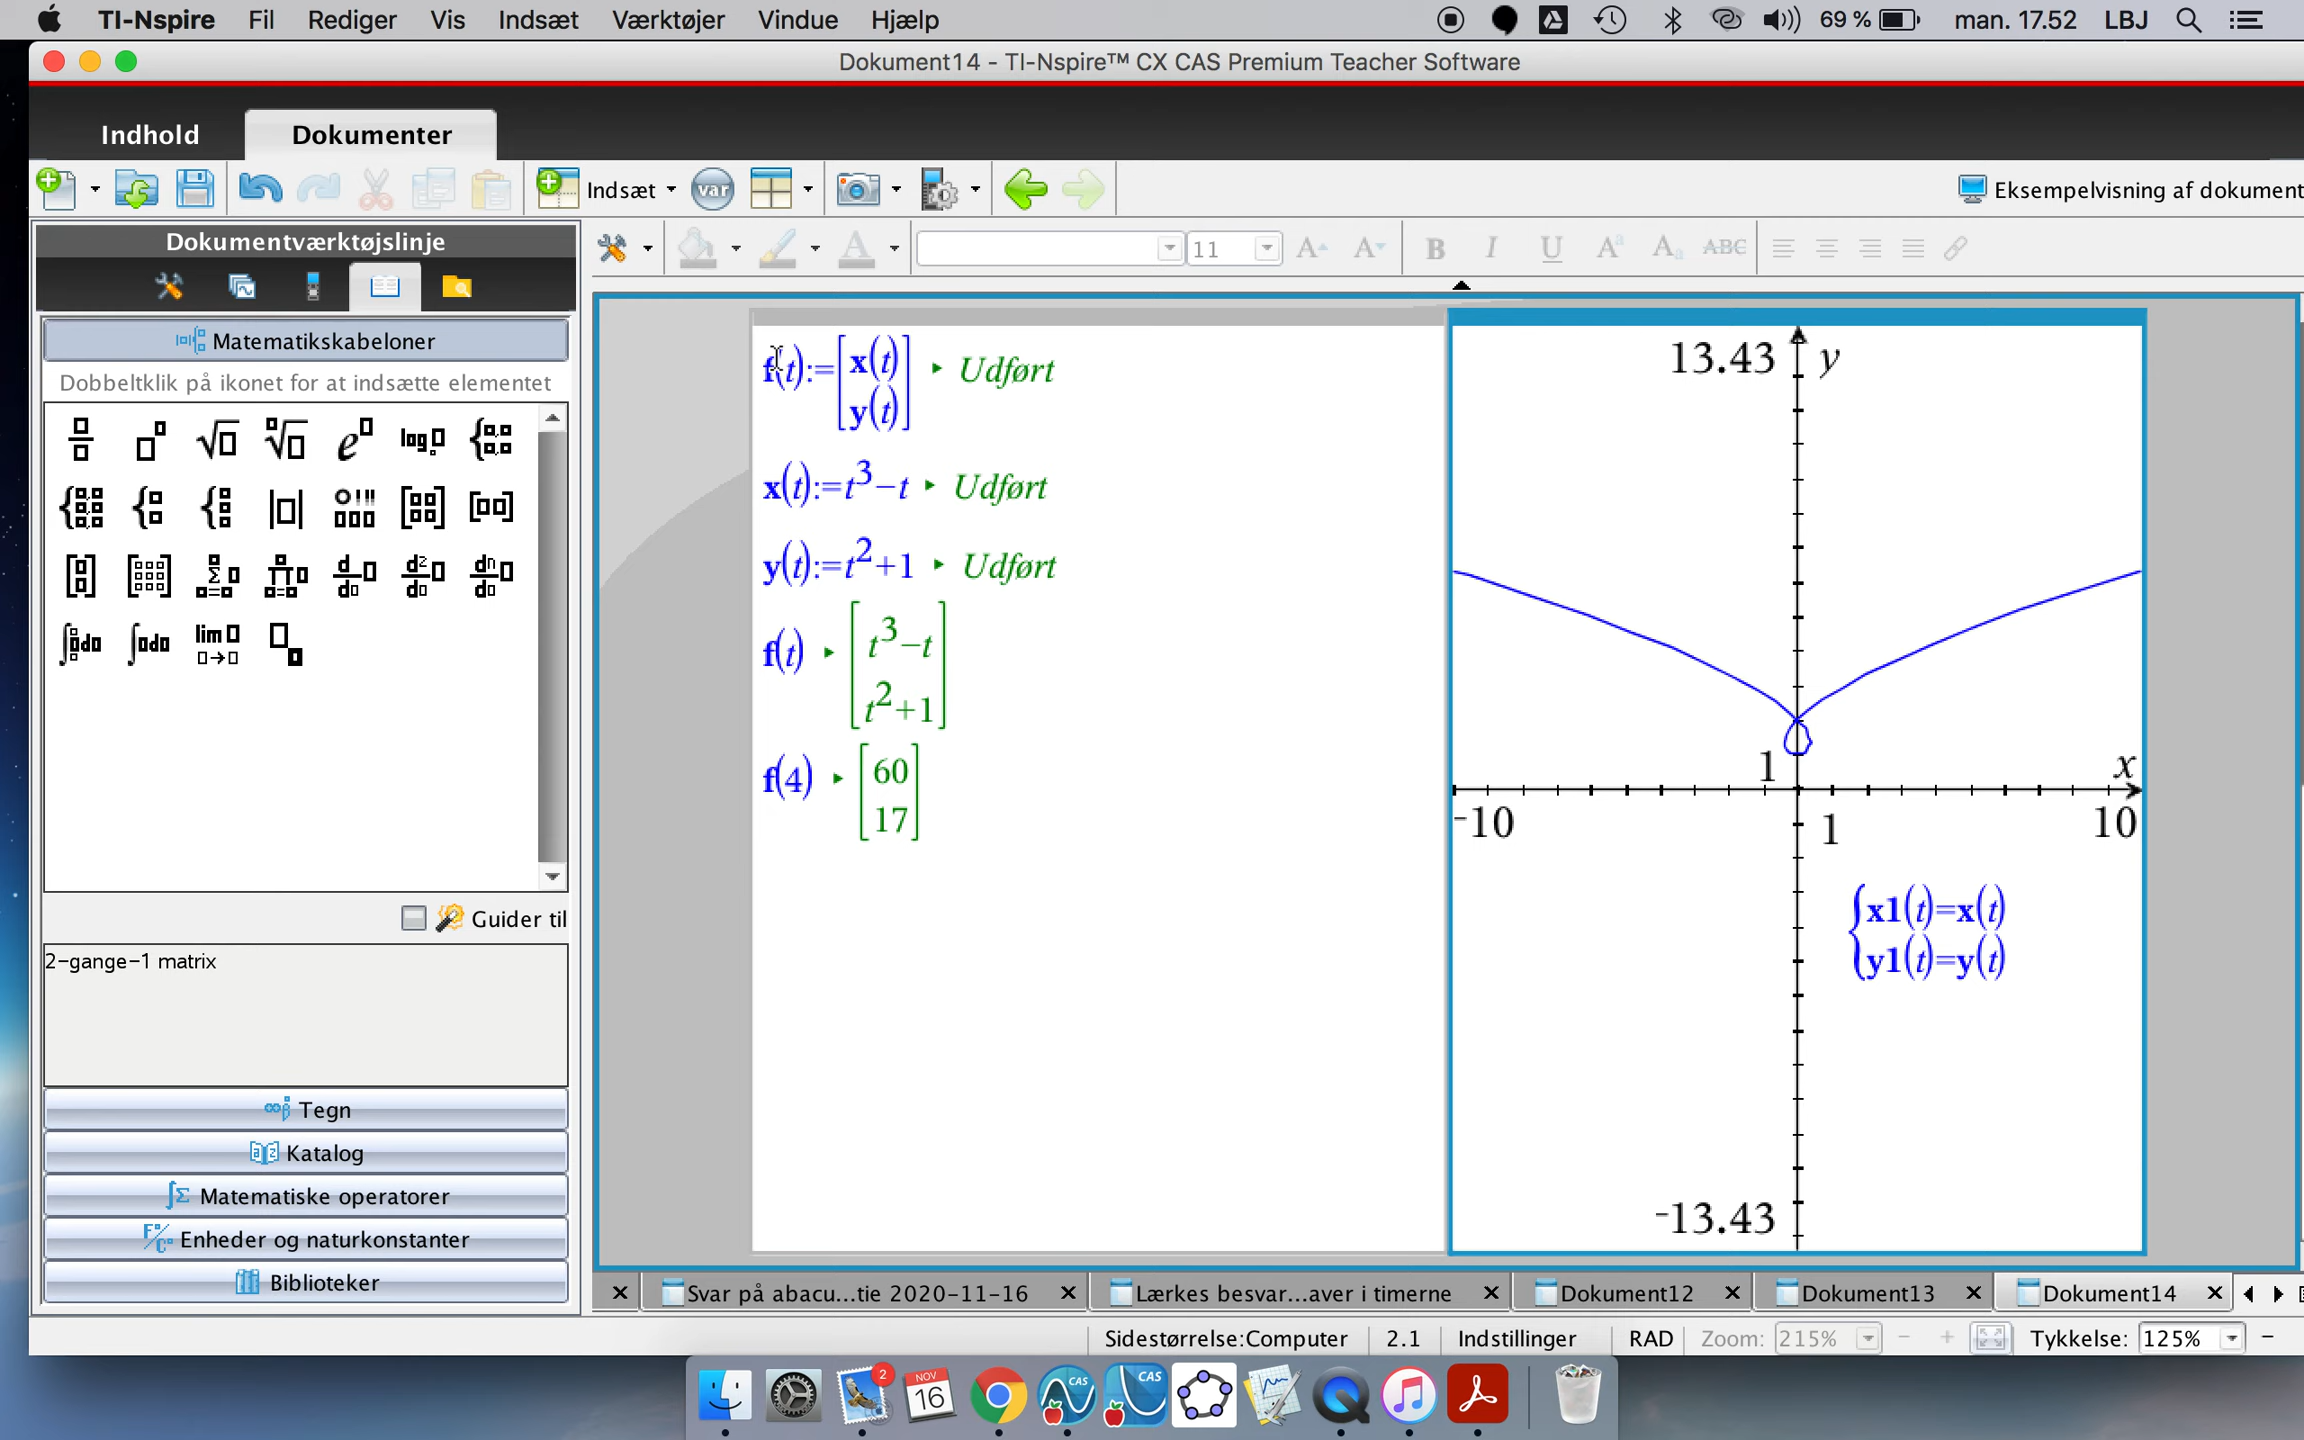 TI-Nspire Fil Rediger Vis Indsæt Værktøjer Vindue Hjælp 69 % man. 17.52 LBJ
Dokument14 - TI-Nspire™ CX CAS Premium Teacher Software
Indhold Dokumenter
Indsæt var Eksempelvisning af dokument
Dokumentværktøjslinje
11 A A B I U Aª Aₐ ABC
Matematikskabeloner
Dobbeltklik på ikonet for at indsætte elementet
Guider til
2-gange-1 matrix
Tegn
Katalog
Matematiske operatorer
Enheder og naturkonstanter
Biblioteker
f(t):=[x(t) y(t)] ▸ Udført
x(t):=t³−t ▸ Udført
y(t):=t²+1 ▸ Udført
f(t) ▸ [t³−t t²+1]
f(4) ▸ [60 17]
13.43 y
1 x
-10 1 10
{x1(t)=x(t)
y1(t)=y(t)
-13.43
Svar på abacu...tie 2020-11-16 Lærkes besvar...aver i timerne Dokument12 Dokument13 Dokument14
Sidestørrelse:Computer 2.1 Indstillinger RAD Zoom: 215% Tykkelse: 125%
2 NOV 16 CAS CAS